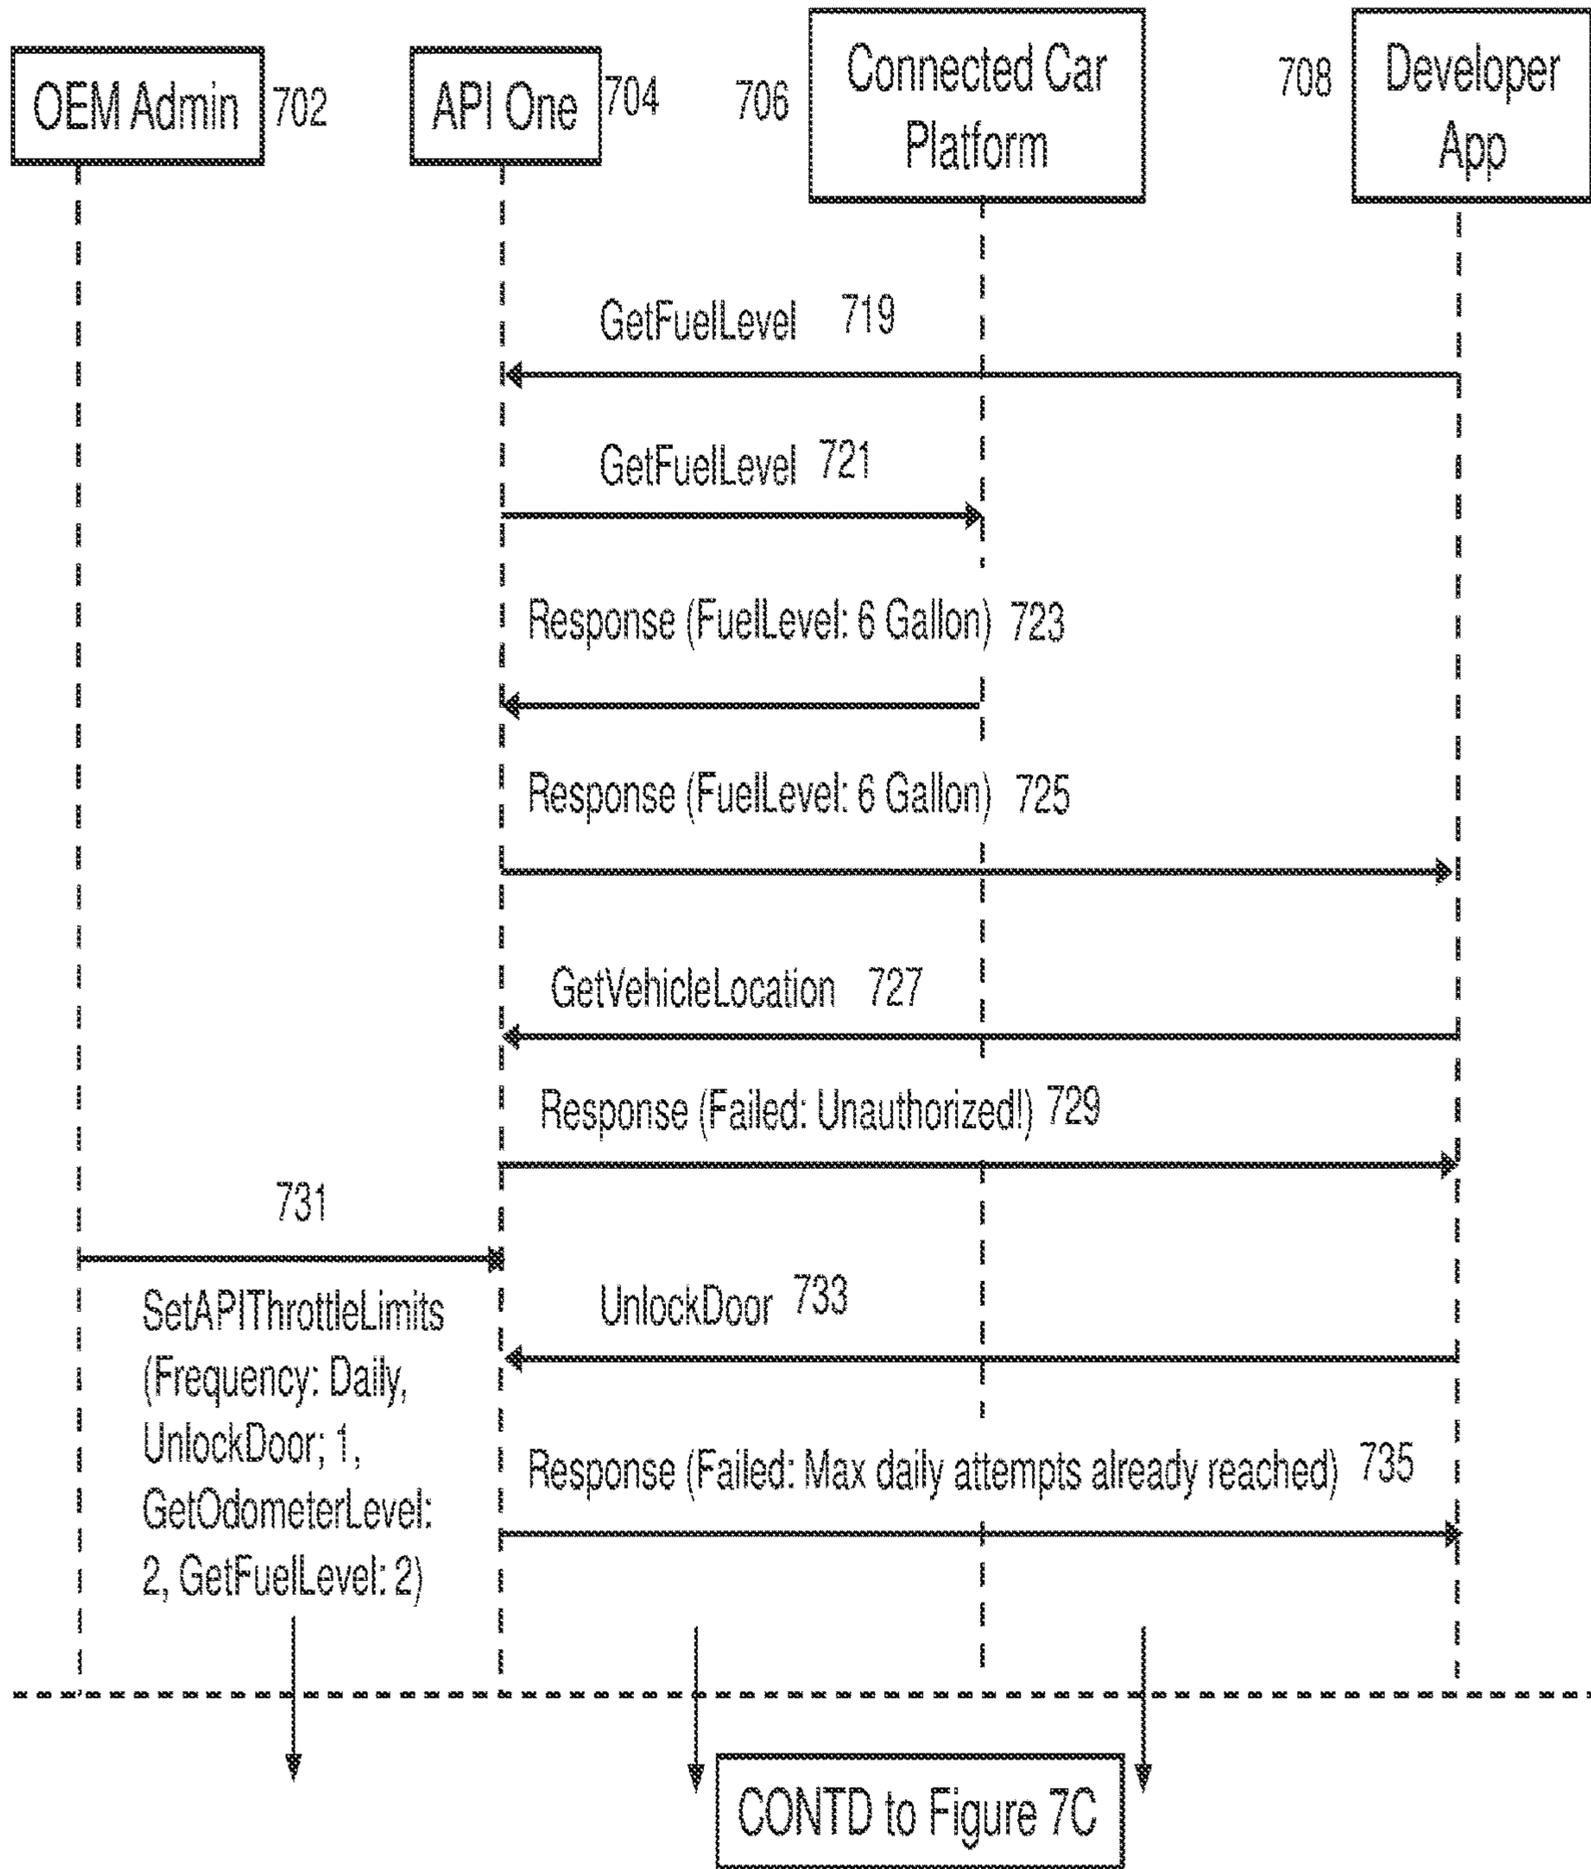 OEM Admin 702
API One 704
706 Connected Car
Platform
708 Developer
App
GetFuelLevel 719
GetFuelLevel 721
Response (FuelLevel: 6 Gallon) 723
Response (FuelLevel: 6 Gallon) 725
GetVehicleLocation 727
Response (Failed: Unauthorized!) 729
731
SetAPIThrottleLimits
(Frequency: Daily,
UnlockDoor; 1,
GetOdometerLevel:
2, GetFuelLevel: 2)
UnlockDoor 733
Response (Failed: Max daily attempts already reached) 735
CONTD to Figure 7C